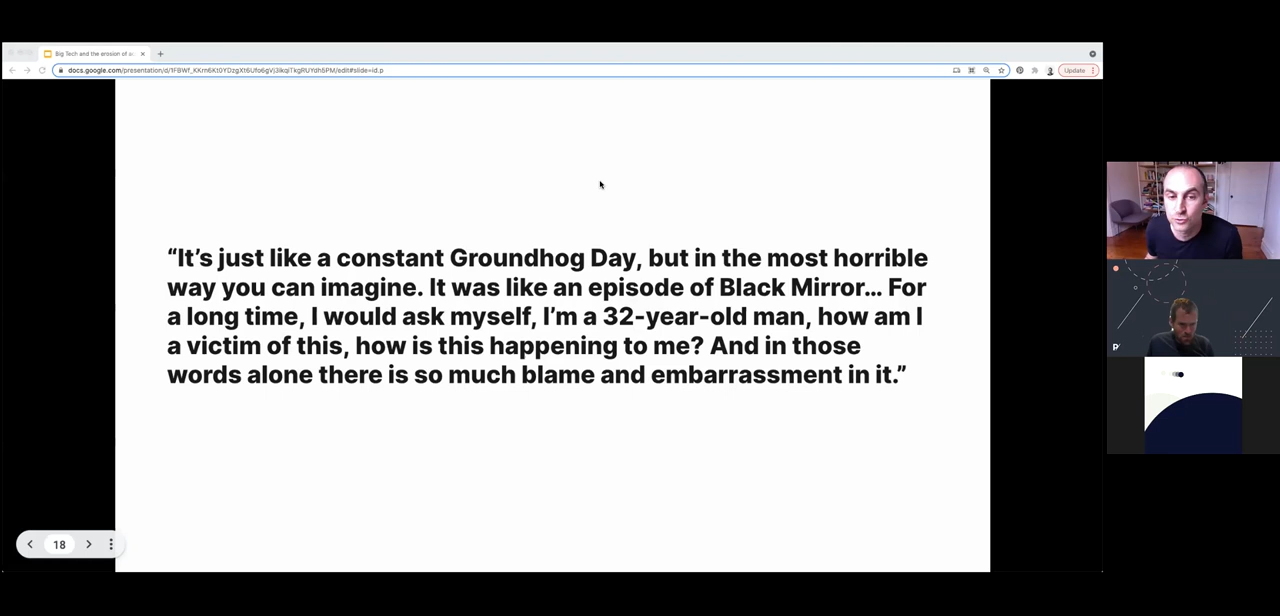 Big Tech and the erosion of
Update
“It’s just like a constant Groundhog Day, but in the most horrible
way you can imagine. It was like an episode of Black Mirror... For
a long time, I would ask myself, I’m a 32-year-old man, how am I
a victim of this, how is this happening to me? And in those
words alone there is so much blame and embarrassment in it.”
18